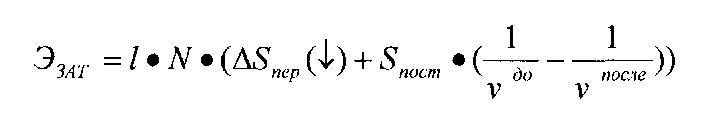 Э_ЗАТ = l • N • (ΔS_пер (↓) + S_пост • (1/v^до − 1/v^после))